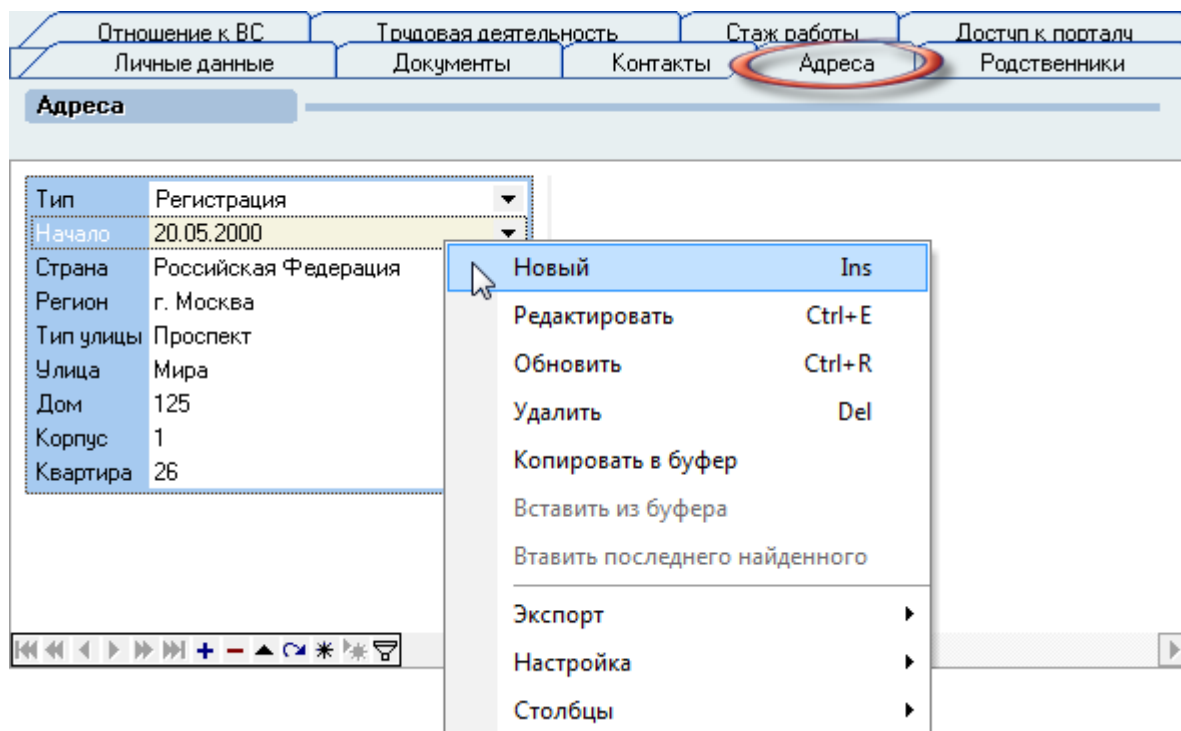 Отношение к ВС Трудовая деятельность Стаж работы Доступ к порталу
Личные данные Документы Контакты Адреса Родственники
Адреса
Тип Регистрация
Начало 20.05.2000
Страна Российская Федерация
Регион г. Москва
Тип улицы Проспект
Улица Мира
Дом 125
Корпус 1
Квартира 26
Новый Ins
Редактировать Ctrl+E
Обновить Ctrl+R
Удалить Del
Копировать в буфер
Вставить из буфера
Втавить последнего найденного
Экспорт
Настройка
Столбцы